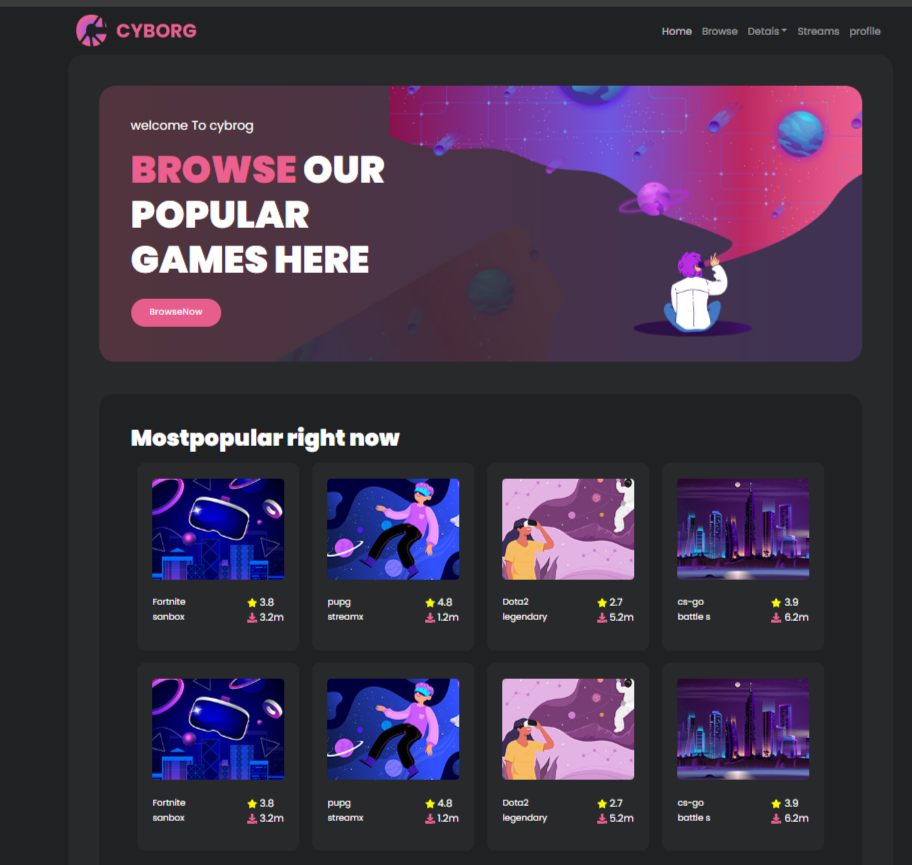 CYBORG
Home Browse Detais Streams profile
welcome To cybrog
BROWSE OUR
POPULAR
GAMES HERE
BrowseNow
Mostpopular right now
Fortnite 3.8
sanbox 3.2m
pupg 4.8
streamx 1.2m
Dota2 2.7
legendary 5.2m
cs-go 3.9
battle s 6.2m
Fortnite 3.8
sanbox 3.2m
pupg 4.8
streamx 1.2m
Dota2 2.7
legendary 5.2m
cs-go 3.9
battle s 6.2m